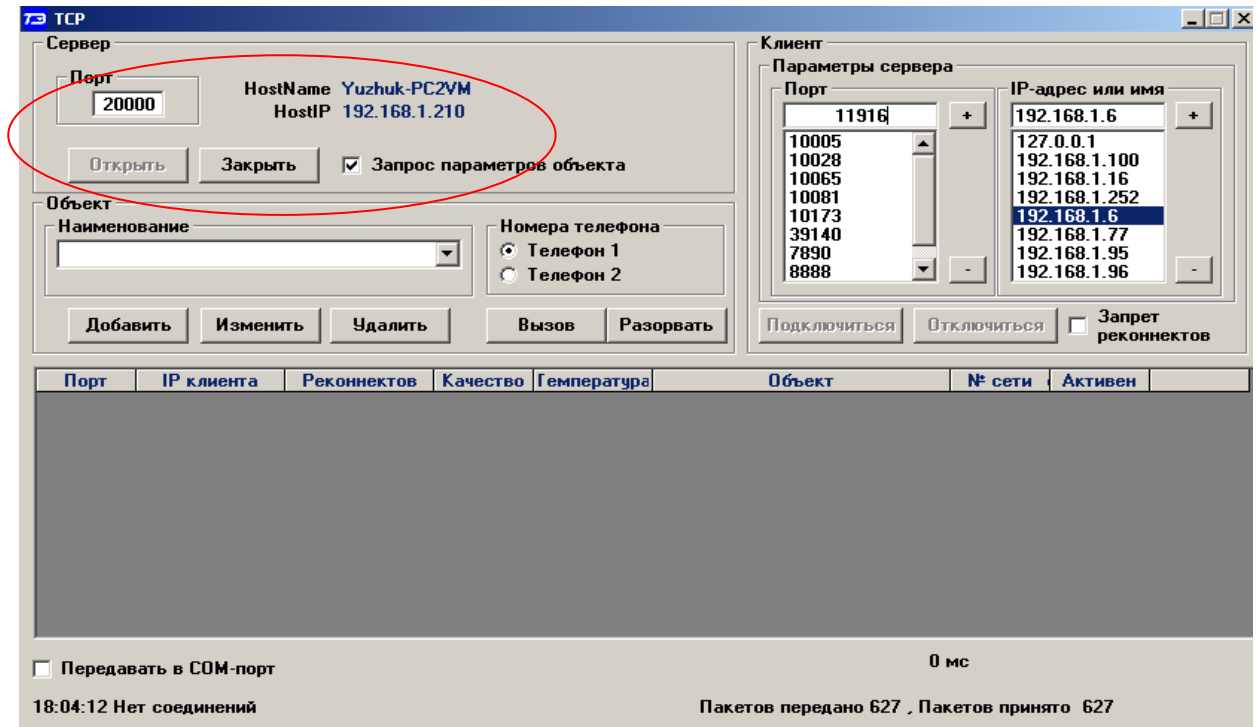 ТЭ TCP
Сервер
Порт
20000
HostName Yuzhuk-PC2VM
HostIP 192.168.1.210
Открыть
Закрыть
Запрос параметров объекта
Объект
Наименование
Номера телефона
Телефон 1
Телефон 2
Добавить
Изменить
Удалить
Вызов
Разорвать
Клиент
Параметры сервера
Порт
11916
+
10005
10028
10065
10081
10173
39140
7890
8888
-
IP-адрес или имя
192.168.1.6
+
127.0.0.1
192.168.1.100
192.168.1.16
192.168.1.252
192.168.1.6
192.168.1.77
192.168.1.95
192.168.1.96
-
Подключиться
Отключиться
Запрет
реконнектов
Порт IP клиента Реконнектов Качество Температура Объект № сети Активен
Передавать в COM-порт
0 мс
18:04:12 Нет соединений
Пакетов передано 627 , Пакетов принято 627